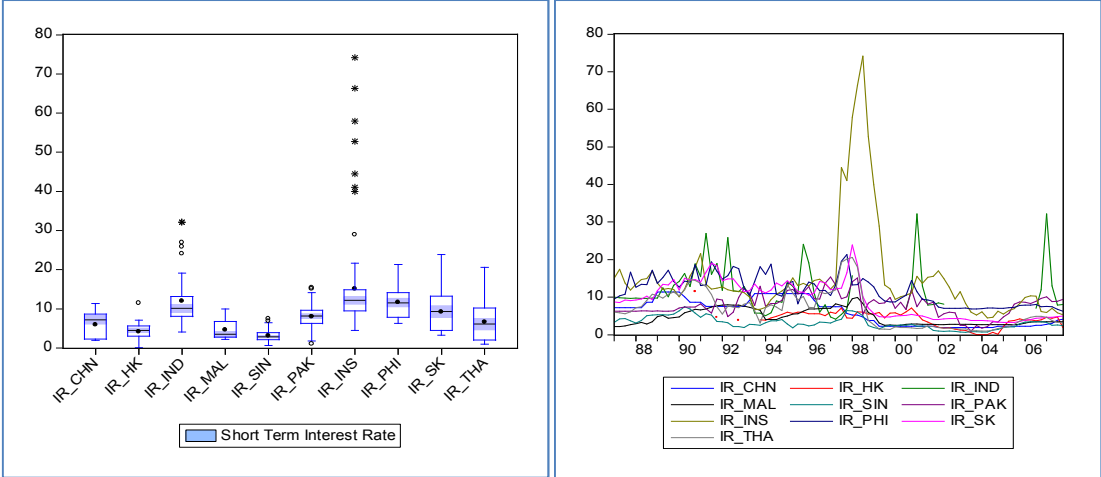 80
70
60
50
40
30
20
10
0
IR_CHN
IR_HK
IR_IND
IR_MAL
IR_SIN
IR_PAK
IR_INS
IR_PHI
IR_SK
IR_THA
Short Term Interest Rate
80
70
60
50
40
30
20
10
0
88 90 92 94 96 98 00 02 04 06
IR_CHN IR_HK IR_IND
IR_MAL IR_SIN IR_PAK
IR_INS IR_PHI IR_SK
IR_THA